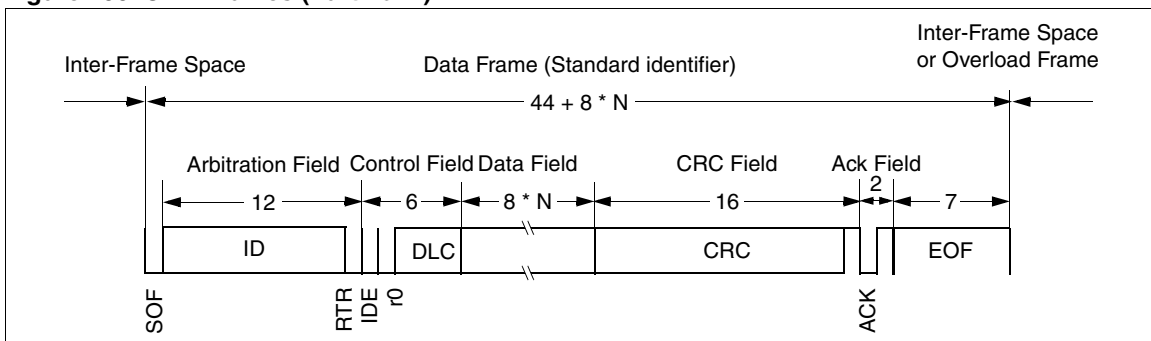 Inter-Frame Space
Data Frame (Standard identifier)
Inter-Frame Space
or Overload Frame
44 + 8 * N
Arbitration Field
Control Field
Data Field
CRC Field
Ack Field
12
6
8 * N
16
2
7
ID
DLC
CRC
EOF
SOF
RTR
IDE
r0
ACK